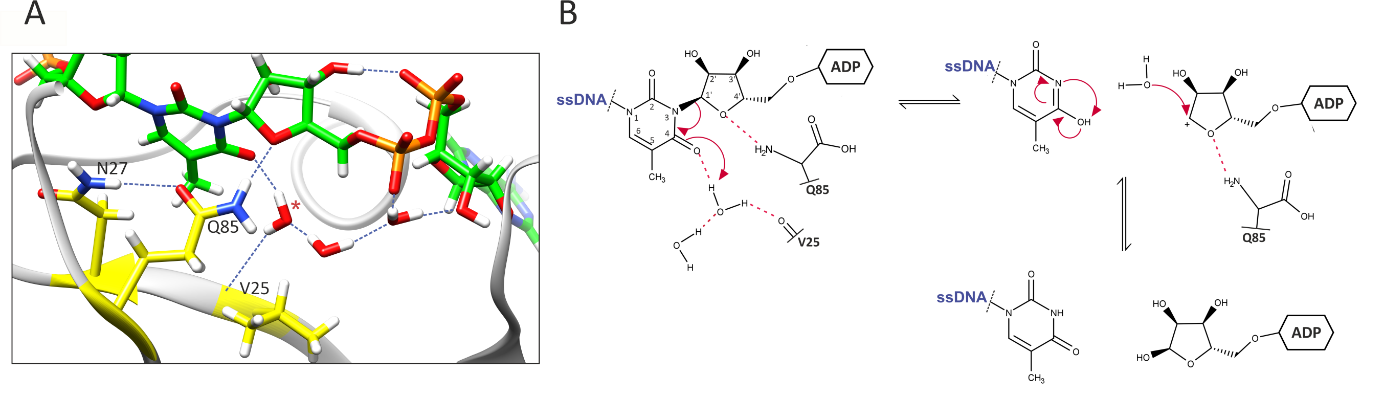 A
N27
Q85
*
V25
B
HO OH
2' 3'
1' 4'
O
O
ADP
ssDNA
O
N
1
2
N
3
6
5
4
O
CH₃
H₂N
O
OH
Q85
H
O
H
O
V25
H
O
H
ssDNA
O
N
N
OH
CH₃
H
H
O
HO
OH
+
O
O
ADP
H₂N
O
OH
Q85
ssDNA
O
N
NH
O
CH₃
HO
OH
HO
O
O
ADP